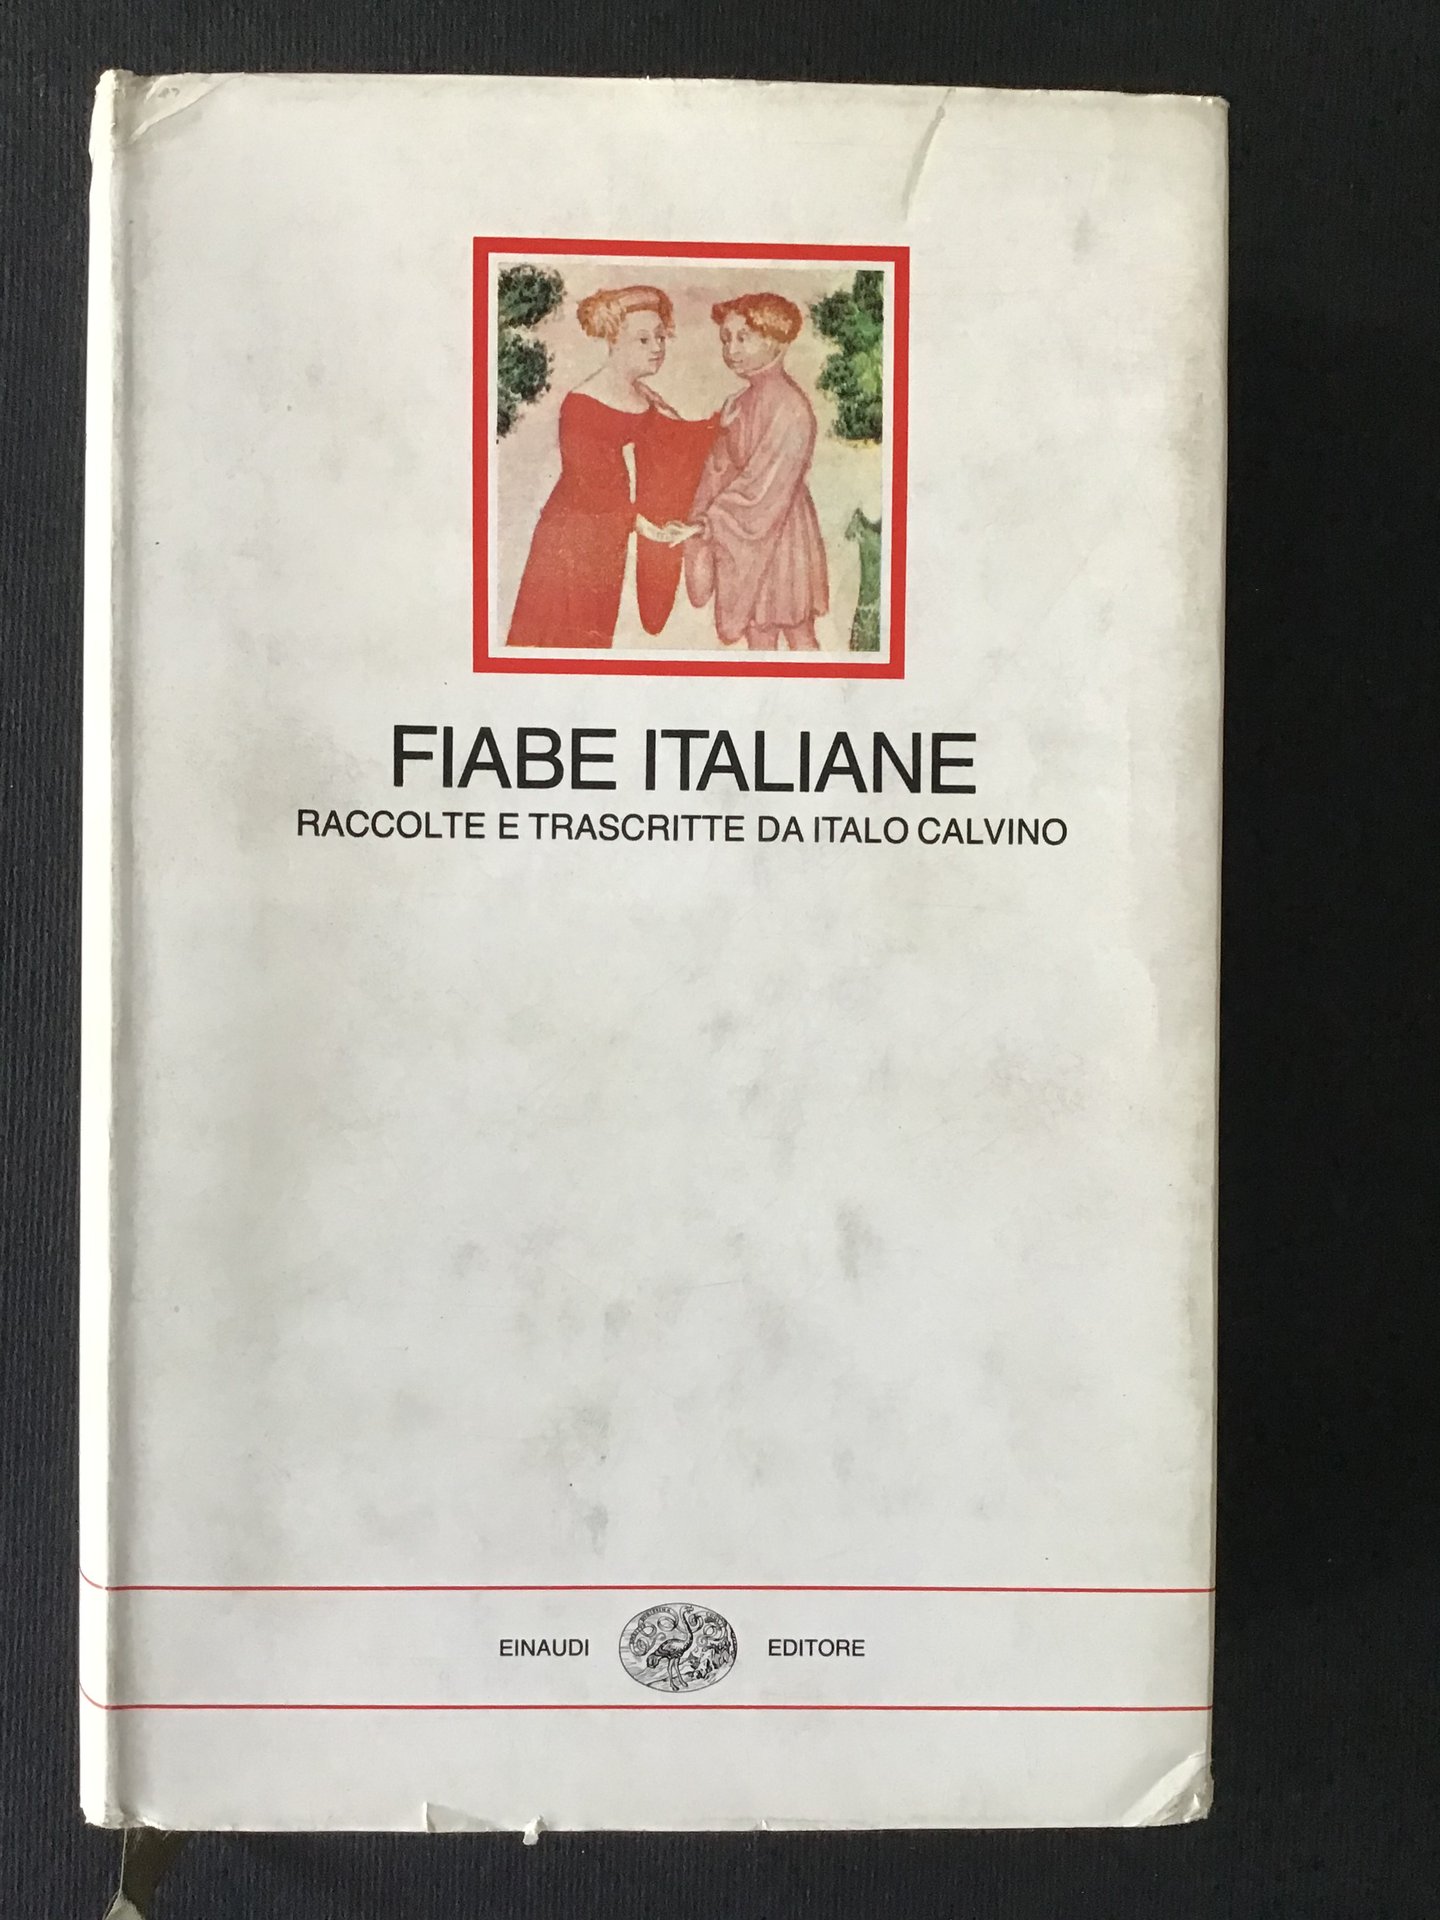 FIABE ITALIANE
RACCOLTE E TRASCRITTE DA ITALO CALVINO
EINAUDI EDITORE